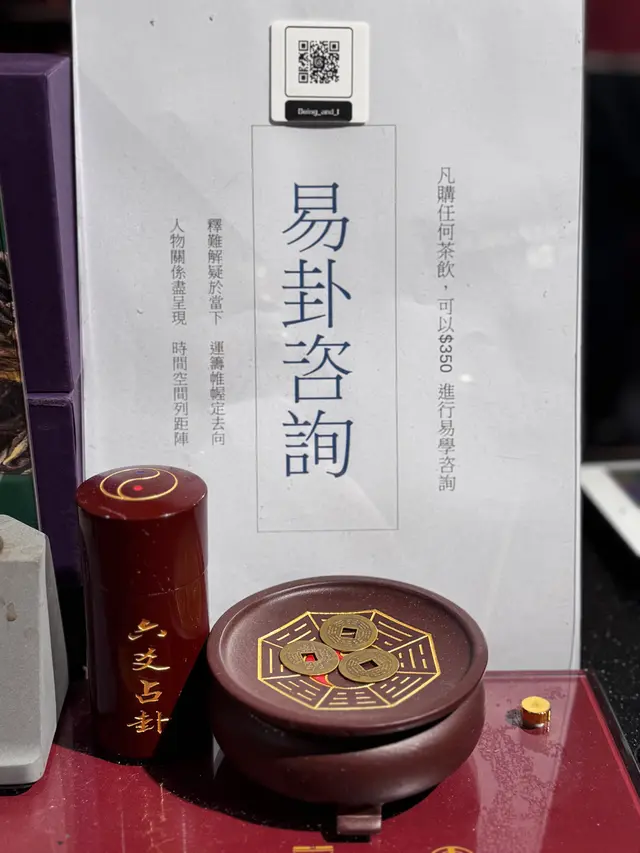 Being_and_t
凡購任何茶飲，可以$350 進行易學咨詢
易卦咨詢
釋難解疑於當下 運籌帷幄定去向
人物關係盡呈現 時間空間列距陣
六爻占卦